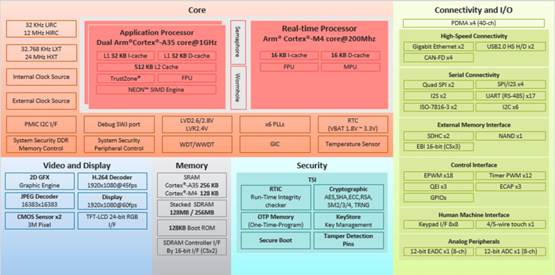 Core
32 KHz LIRC
12 MHz HIRC
32.768 KHz LXT
24 MHz HXT
Internal Clock Source
External Clock Source
Application Processor
Dual Arm®Cortex®-A35 core@1GHz
L1 32 KB I-cache
L1 32 KB D-cache
512 KB L2 Cache
TrustZone®
FPU
NEON™ SIMD Engine
Semaphore
Wormhole
Real-time Processor
Arm® Cortex®-M4 core@200Mhz
16 KB I-cache
16 KB D-cache
FPU
MPU
PMIC I2C I/F
Debug SWJ port
LVD2.6/2.8V
LVR2.4V
x6 PLLs
RTC
(VBAT 1.8V ~ 3.3V)
System Security DDR
Memory Control
System Security
Peripheral Control
WDT/WWDT
GIC
Temperature Sensor
Video and Display
2D GFX
Graphic Engine
H.264 Decoder
1920x1080@45fps
JPEG Decoder
16383x16383
Display
1920x1080@60fps
CMOS Sensor x2
3M Pixel
TFT-LCD 24-bit RGB
I/F
Memory
SRAM
Cortex®-A35 256 KB
Cortex®-M4 128 KB
Stacked SDRAM
128MB / 256MB
128KB Boot ROM
SDRAM Controller I/F
By 16-bit I/F (CSx2)
Security
TSI
RTIC
Run-Time Integrity
checker
Cryptographic
AES,SHA,ECC,RSA,
SM2/3/4, TRNG
OTP Memory
(One-Time-Program)
KeyStore
Key Management
Secure Boot
Tamper Detection
Pins
Connectivity and I/O
PDMA x4 (40-ch)
High-Speed Connectivity
Gigabit Ethernet x2
USB2.0 HS H/D x2
CAN-FD x4
Serial Connectivity
Quad SPI x2
SPI/I2S x4
I2S x2
UART (RS-485) x17
ISO-7816-3 x2
I2C x6
External Memory Interface
SDHC x2
NAND x1
EBI 16-bit (CSx3)
Control Interface
EPWM x18
Timer PWM x12
QEI x3
ECAP x3
GPIOs
Human Machine Interface
Keypad I/F 8x8
4/5-wire touch x1
Analog Peripherals
12-bit EADC x1 (8-ch)
12-bit ADC x1 (8-ch)